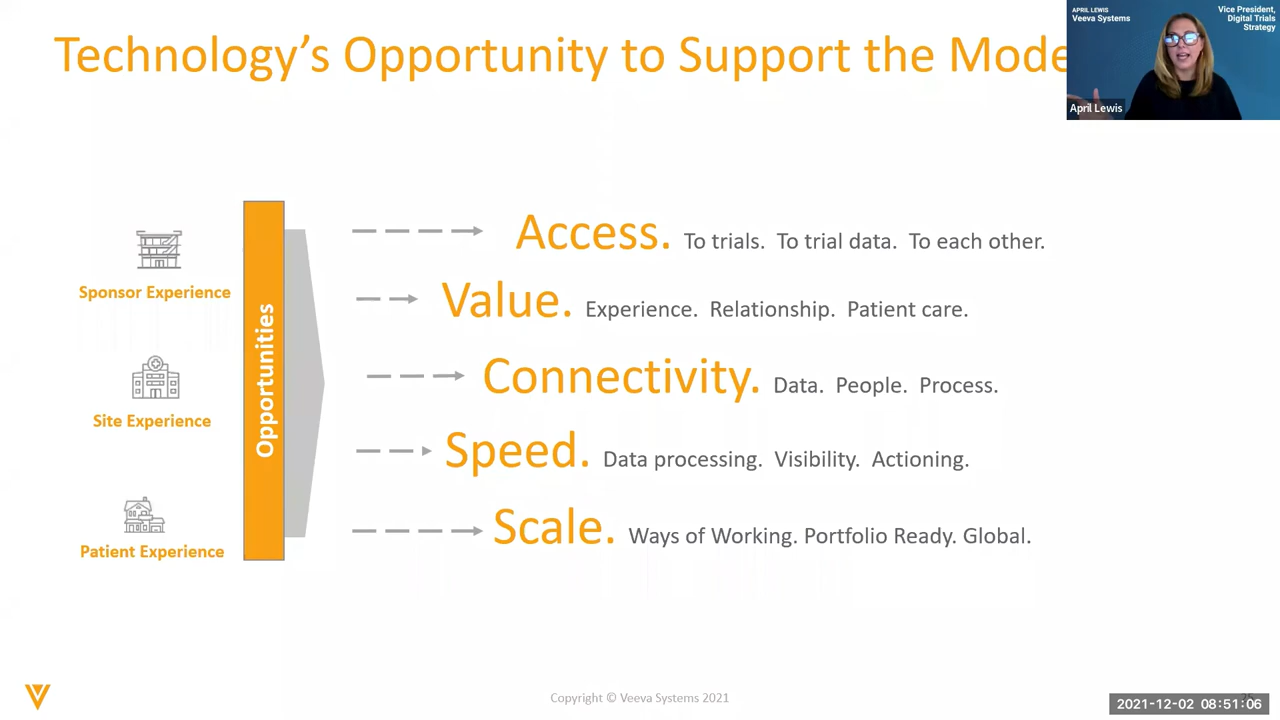 Technology's Opportunity to Support the Mode
APRIL LEWIS
Veeva Systems
Vice President,
Digital Trials
Strategy
April Lewis
Sponsor Experience
Site Experience
Patient Experience
Opportunities
Access. To trials. To trial data. To each other.
Value. Experience. Relationship. Patient care.
Connectivity. Data. People. Process.
Speed. Data processing. Visibility. Actioning.
Scale. Ways of Working. Portfolio Ready. Global.
Copyright © Veeva Systems 2021
2021-12-02 08:51:06